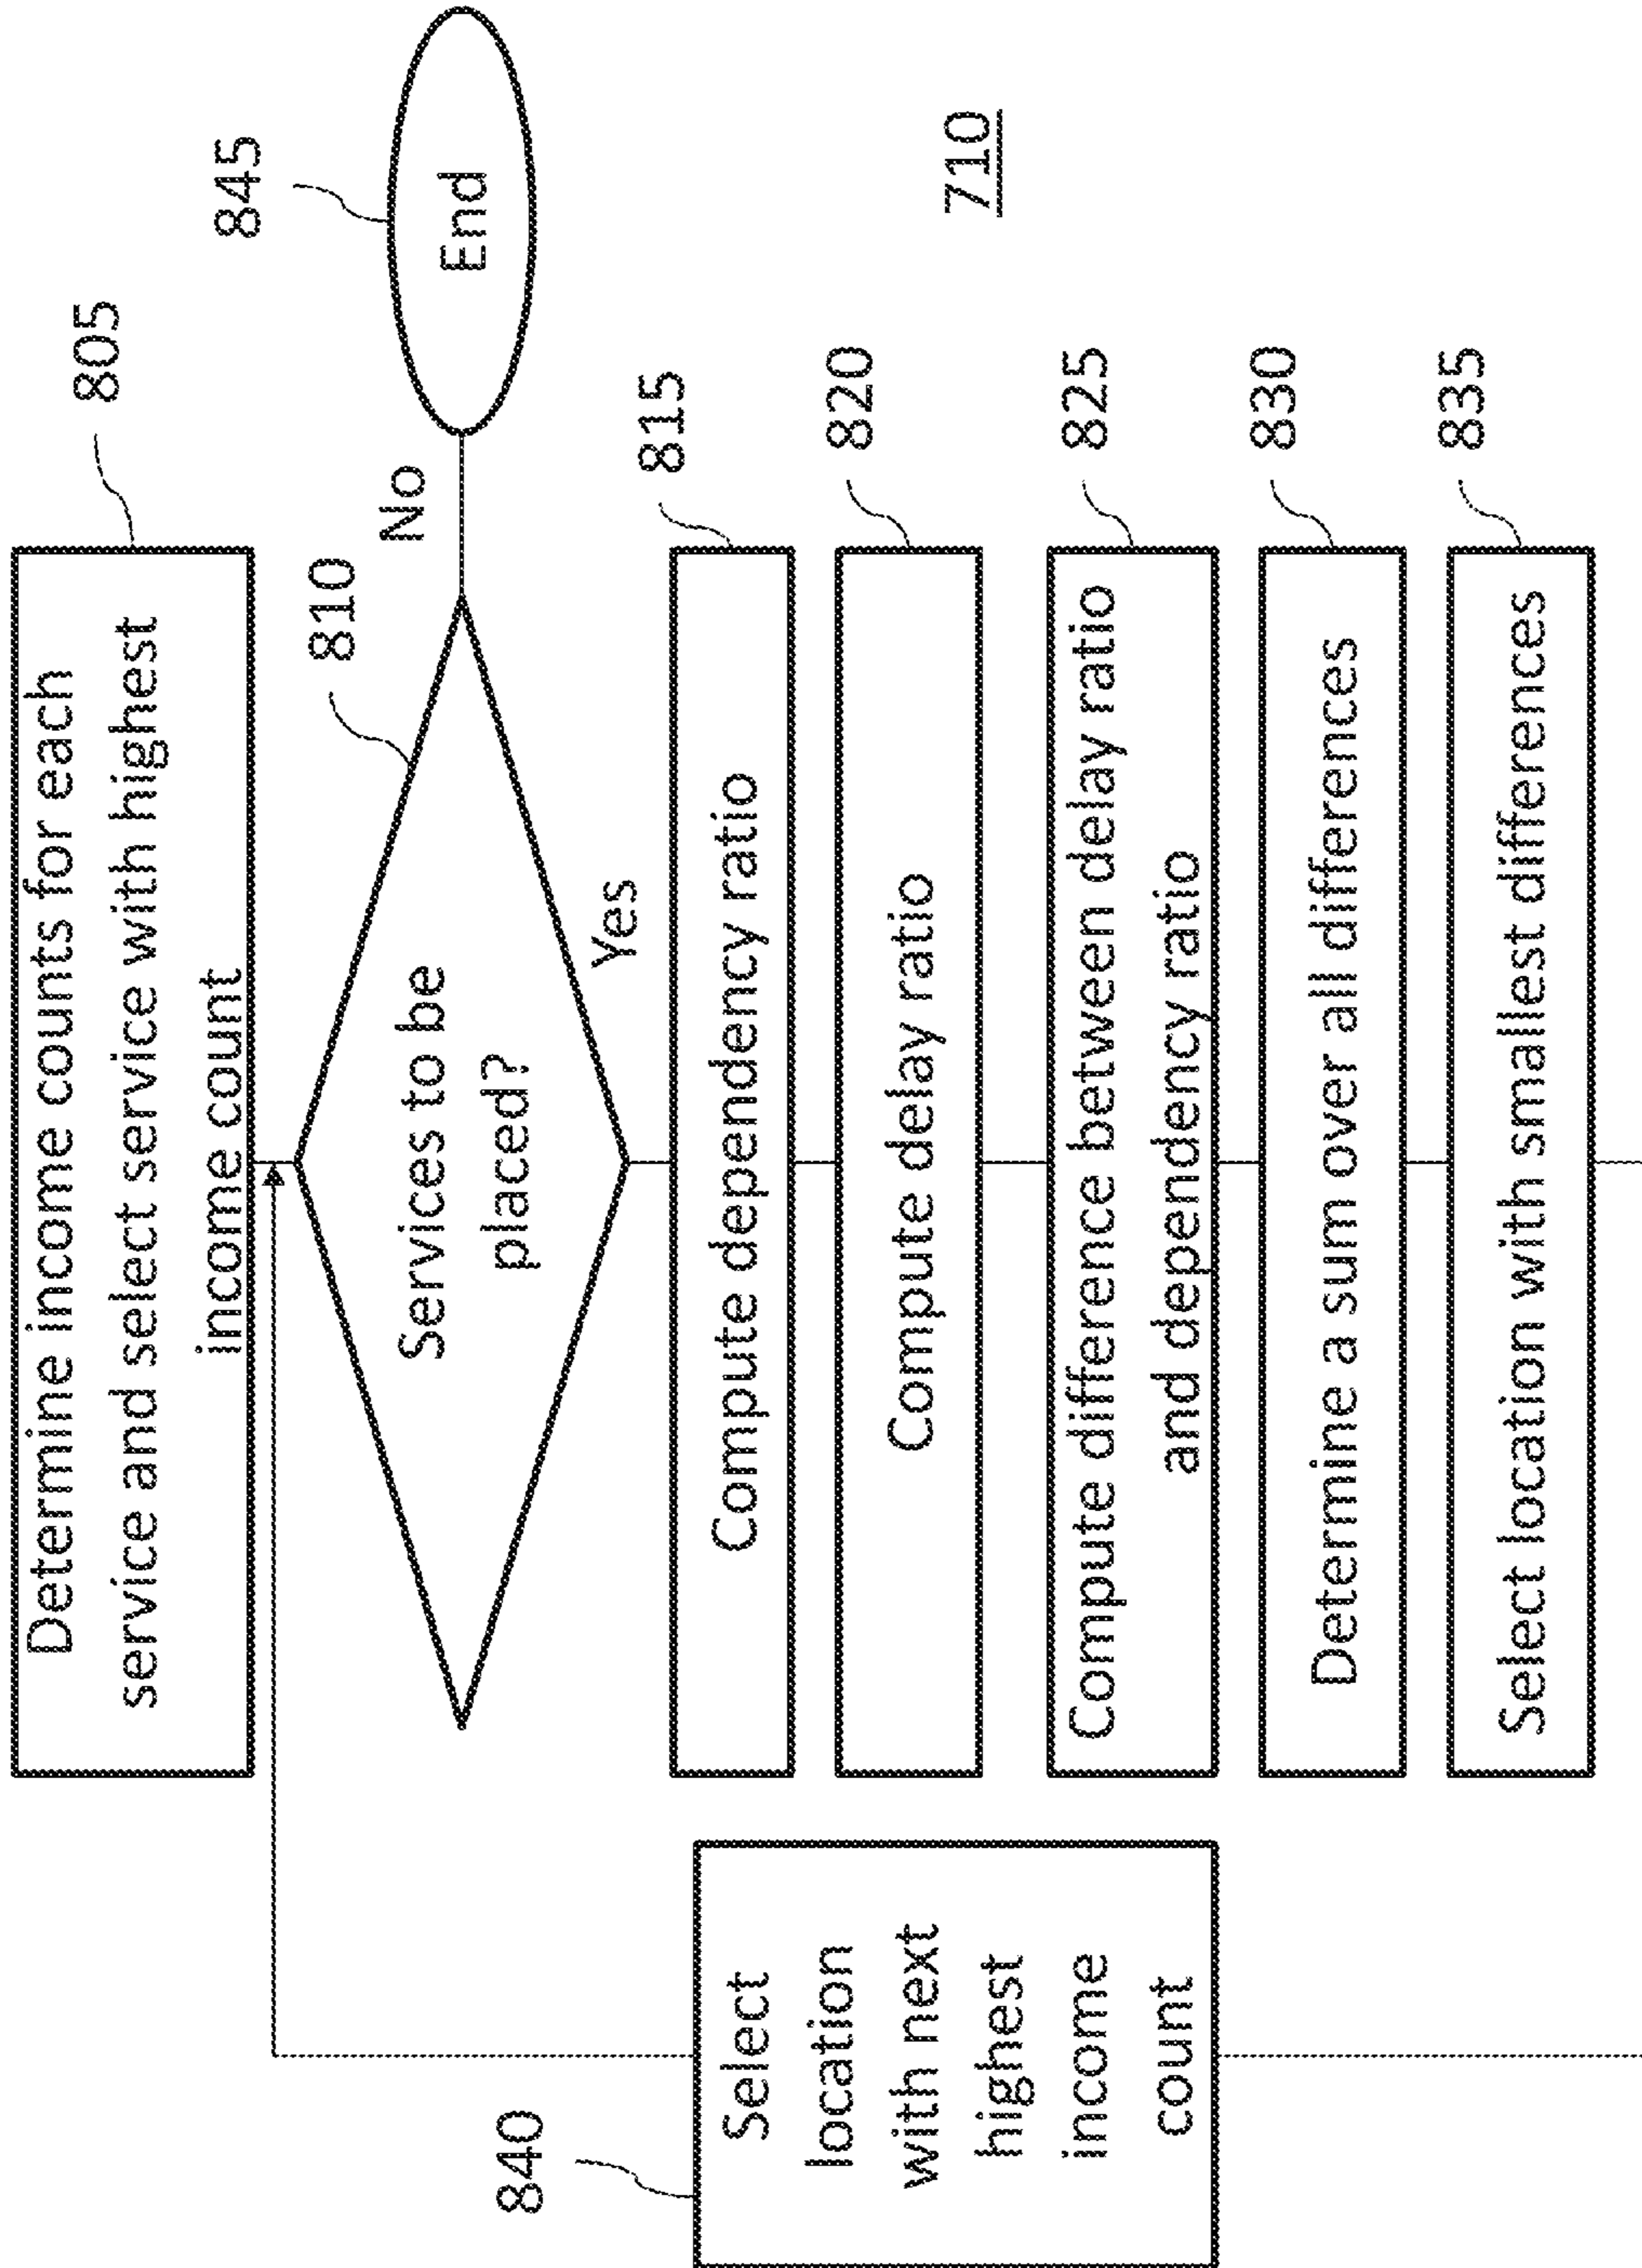 Determine income counts for each
service and select service with highest
income count
805
810
Services to be
placed?
No
845
End
Yes
Compute dependency ratio
815
Compute delay ratio
820
Compute difference between delay ratio
and dependency ratio
825
Determine a sum over all differences
830
Select location with smallest differences
835
840
Select
location
with next
highest
income
count
710